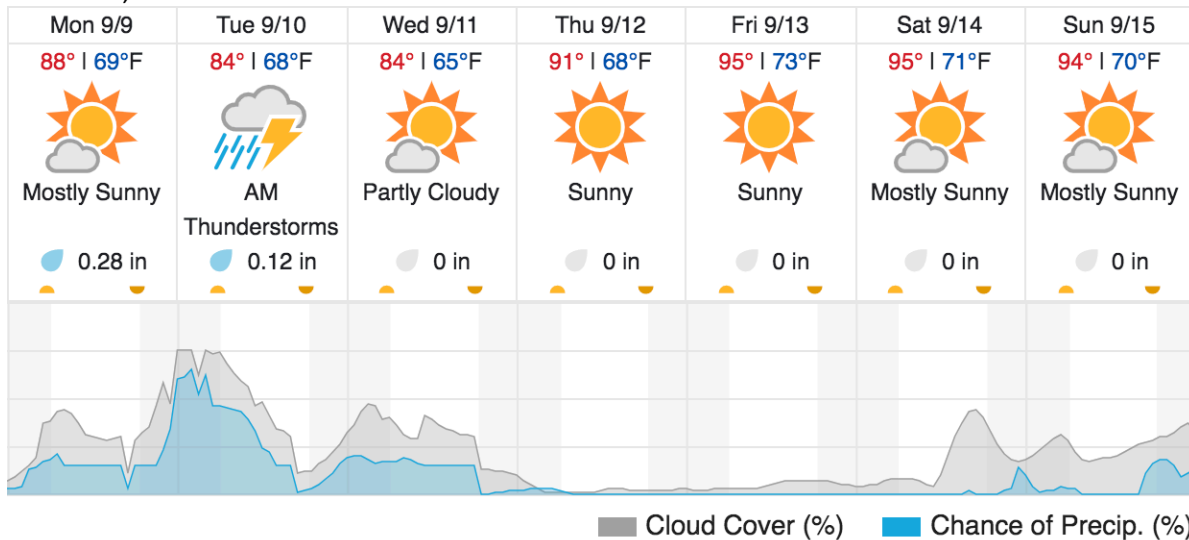 Mon 9/9 Tue 9/10 Wed 9/11 Thu 9/12 Fri 9/13 Sat 9/14 Sun 9/15
88° | 69°F 84° | 68°F 84° | 65°F 91° | 68°F 95° | 73°F 95° | 71°F 94° | 70°F
Mostly Sunny AM Partly Cloudy Sunny Sunny Mostly Sunny Mostly Sunny
Thunderstorms
0.28 in 0.12 in 0 in 0 in 0 in 0 in 0 in
Cloud Cover (%) Chance of Precip. (%)